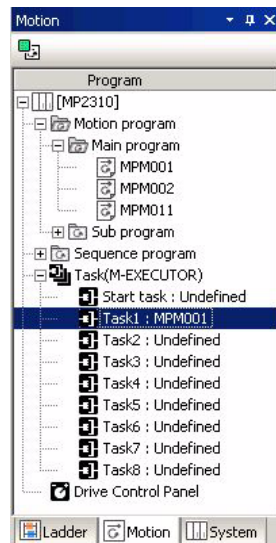 Motion
Program
[MP2310]
Motion program
Main program
MPM001
MPM002
MPM011
Sub program
Sequence program
Task(M-EXECUTOR)
Start task : Undefined
Task1 : MPM001
Task2 : Undefined
Task3 : Undefined
Task4 : Undefined
Task5 : Undefined
Task6 : Undefined
Task7 : Undefined
Task8 : Undefined
Drive Control Panel
Ladder Motion System